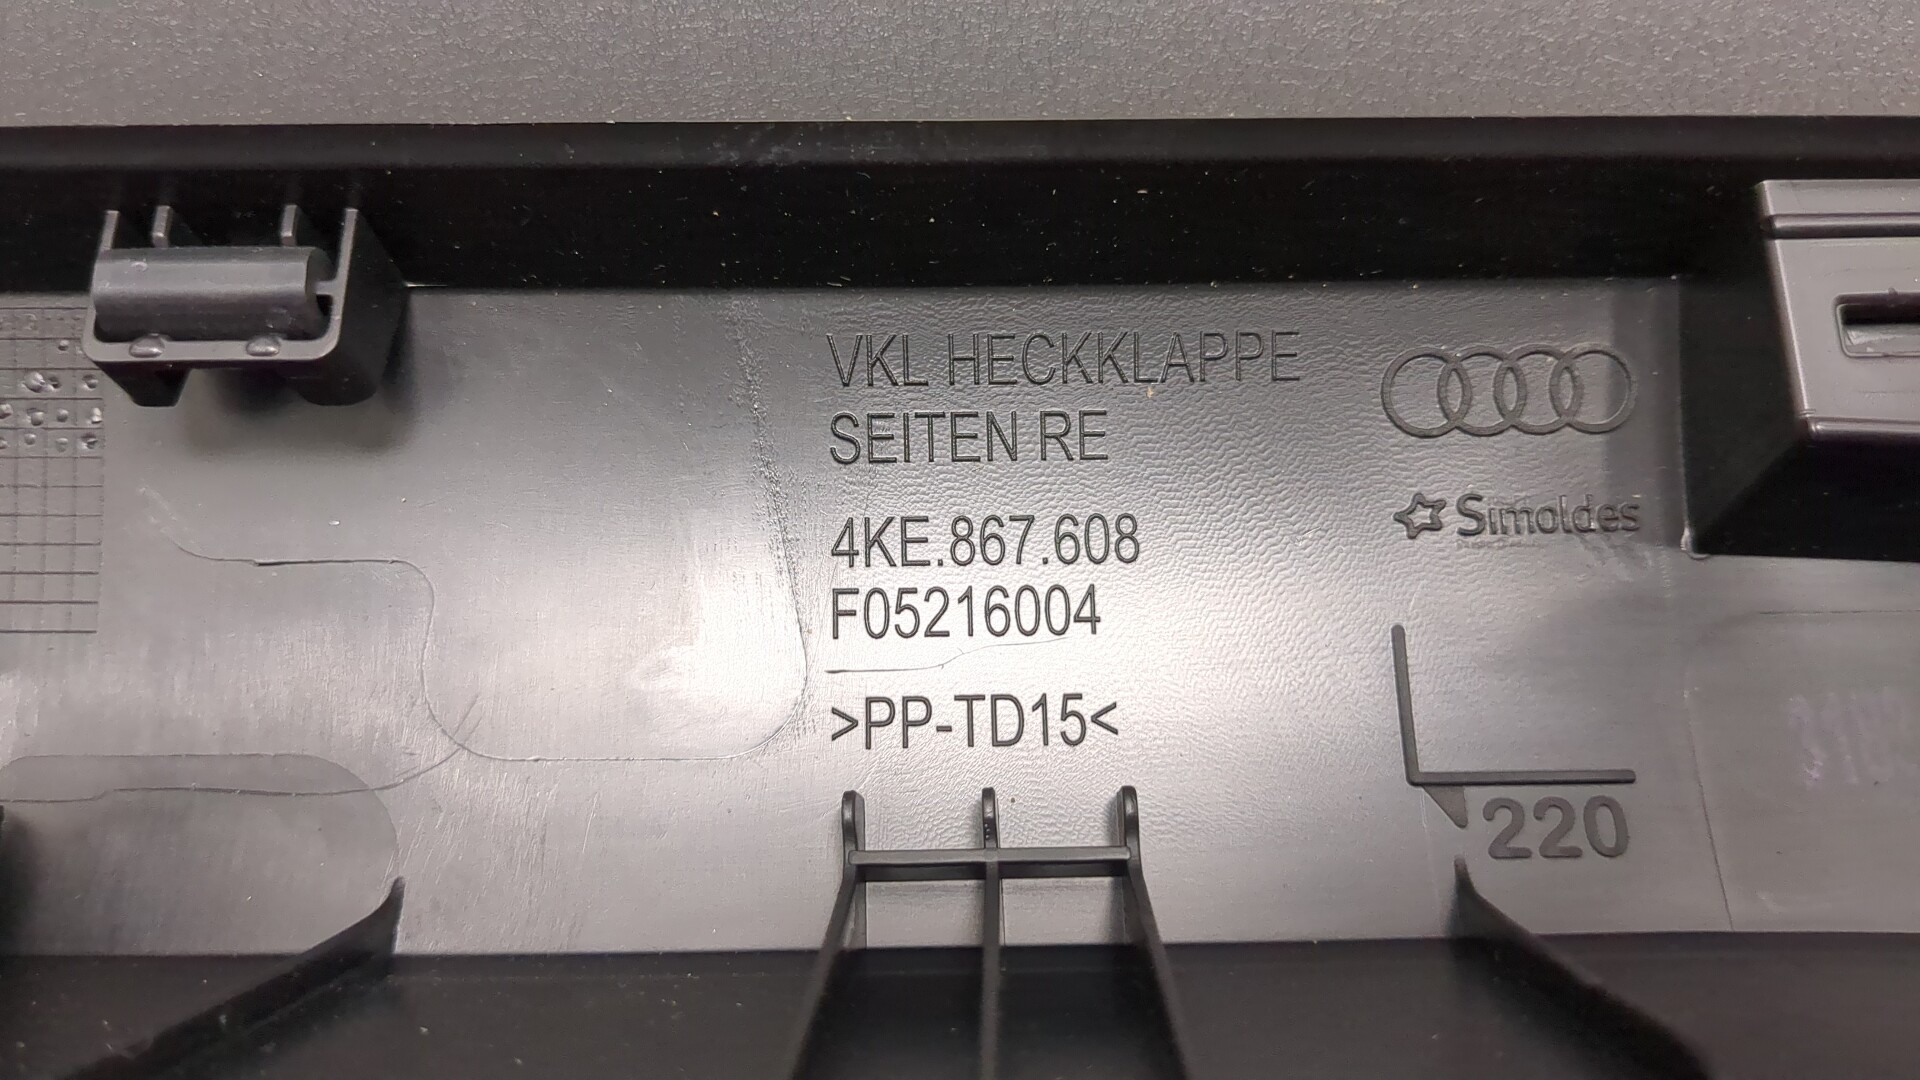 VKL HECKKLAPPE
SEITEN RE
4KE.867.608
F05216004
>PP-TD15<
Simoldes
220